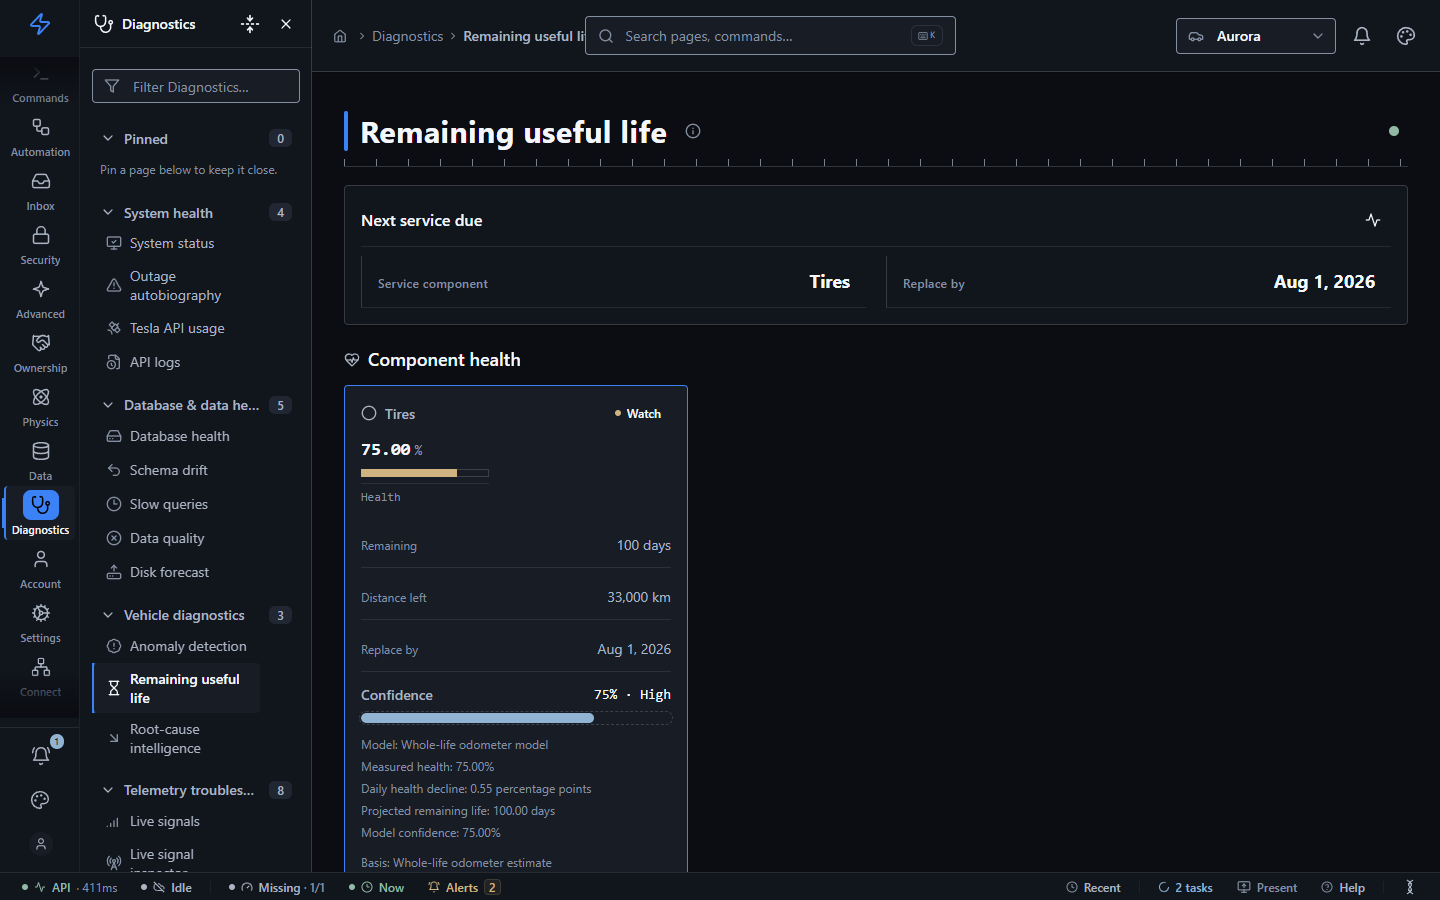 Diagnostics
Diagnostics
Remaining useful li
Search pages, commands...
K
Aurora
Commands
Automation
Inbox
Security
Advanced
Ownership
Physics
Data
Diagnostics
Account
Settings
Connect
1
Filter Diagnostics...
Pinned
0
Pin a page below to keep it close.
System health
4
System status
Outage
autobiography
Tesla API usage
API logs
Database & data he...
5
Database health
Schema drift
Slow queries
Data quality
Disk forecast
Vehicle diagnostics
3
Anomaly detection
Remaining useful
life
Root-cause
intelligence
Telemetry troubles...
8
Live signals
Live signal
Remaining useful life
Next service due
Service component
Tires
Replace by
Aug 1, 2026
Component health
Tires
Watch
75.00 %
Health
Remaining
100 days
Distance left
33,000 km
Replace by
Aug 1, 2026
Confidence
75% · High
Model: Whole-life odometer model
Measured health: 75.00%
Daily health decline: 0.55 percentage points
Projected remaining life: 100.00 days
Model confidence: 75.00%
Basis: Whole-life odometer estimate
API · 411ms
Idle
Missing · 1/1
Now
Alerts 2
Recent
2 tasks
Present
Help